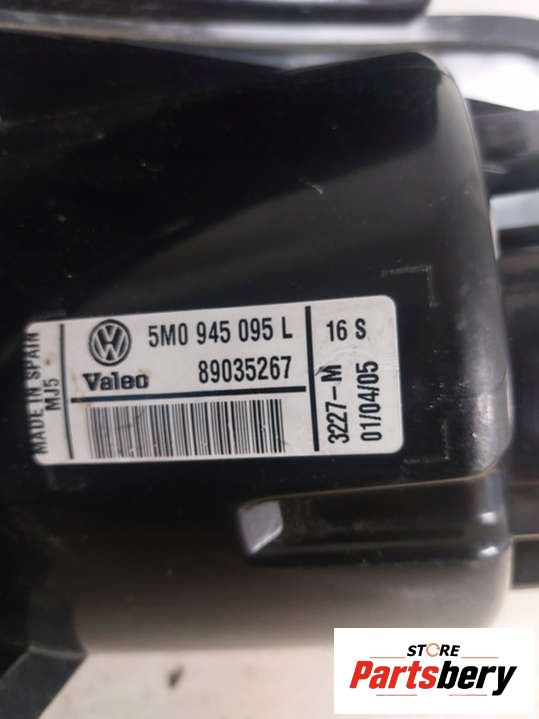 5M0 945 095 L
Valeo
89035267
16 S
3227-M
01/04/05
MADE IN SPAIN
MJ5
STORE
Partsbery